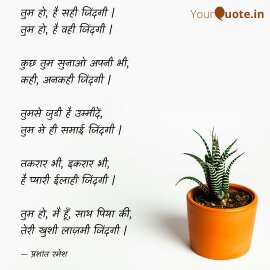 YourQuote.in
तुम हो, है सही जिंदगी |
तुम हो, है वही जिंदगी |
कुछ तुम सुनाओ अपनी भी,
कही, अनकही जिंदगी |
तुमसे जुडी है उम्मीदें,
तुम मे ही समाई जिंदगी |
तकरार भी, इकरार भी,
है प्यारी ईलाही जिंदगी |
तुम हो, मै हूँ, साथ पिया की,
तेरी खुशी लाज़मी जिंदगी |
— प्रशांत रमेश